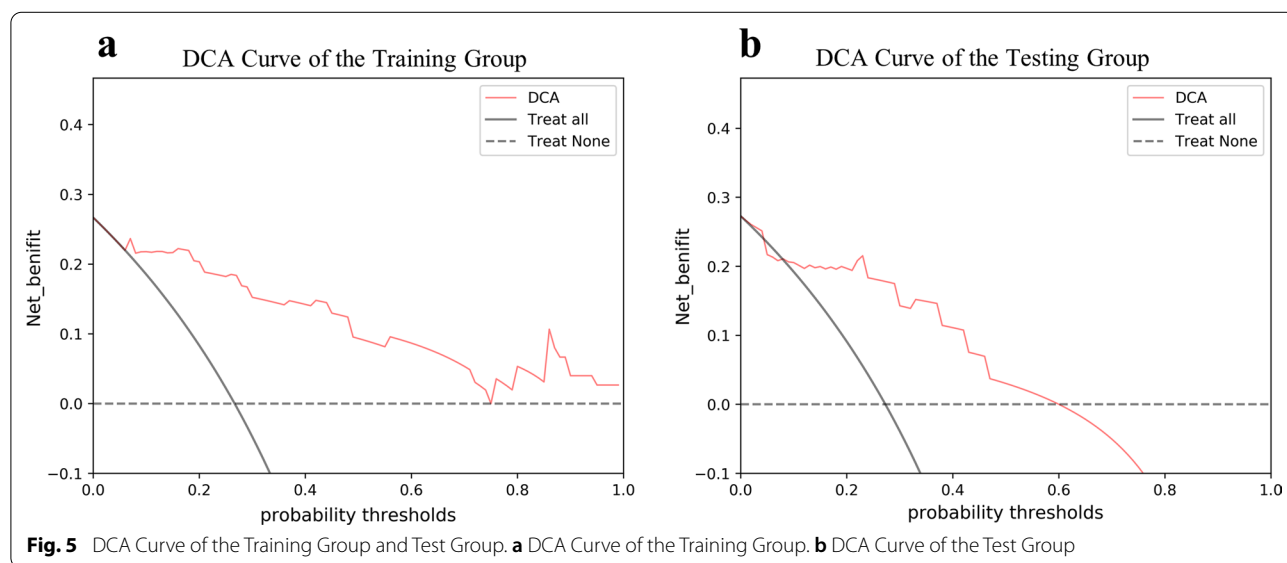 a
DCA Curve of the Training Group
DCA
Treat all
Treat None
0.4
0.3
0.2
0.1
0.0
−0.1
Net_benifit
0.0 0.2 0.4 0.6 0.8 1.0
probability thresholds
b
DCA Curve of the Testing Group
DCA
Treat all
Treat None
0.4
0.3
0.2
0.1
0.0
−0.1
Net_benifit
0.0 0.2 0.4 0.6 0.8 1.0
probability thresholds
Fig. 5 DCA Curve of the Training Group and Test Group. a DCA Curve of the Training Group. b DCA Curve of the Test Group